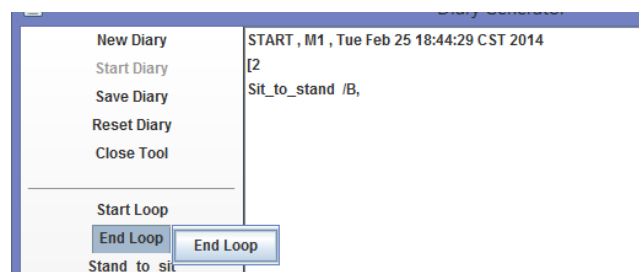 Diary Generator
New Diary
Start Diary
Save Diary
Reset Diary
Close Tool
Start Loop
End Loop
End Loop
Stand_to_sit
START , M1 , Tue Feb 25 18:44:29 CST 2014
[2
Sit_to_stand /B,